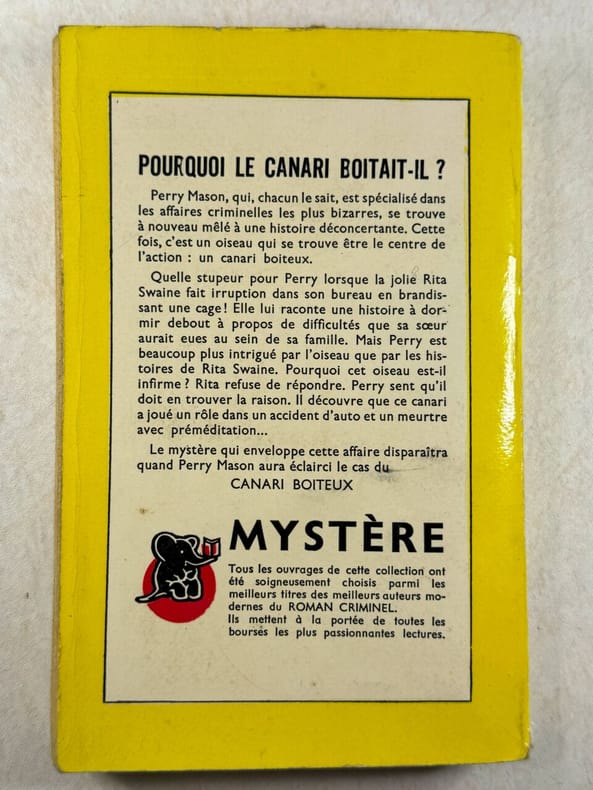 POURQUOI LE CANARI BOITAIT-IL ?
Perry Mason, qui, chacun le sait, est spécialisé dans
les affaires criminelles les plus bizarres, se trouve
à nouveau mêlé à une histoire déconcertante. Cette
fois, c'est un oiseau qui se trouve être le centre de
l'action : un canari boiteux.
Quelle stupeur pour Perry lorsque la jolie Rita
Swaine fait irruption dans son bureau en brandis-
sant une cage! Elle lui raconte une histoire à dor-
mir debout à propos de difficultés que sa sœur
aurait eues au sein de sa famille. Mais Perry est
beaucoup plus intrigué par l'oiseau que par les his-
toires de Rita Swaine. Pourquoi cet oiseau est-il
infirme ? Rita refuse de répondre. Perry sent qu'il
doit en trouver la raison. Il découvre que ce canari
a joué un rôle dans un accident d'auto et un meurtre
avec préméditation...
Le mystère qui enveloppe cette affaire disparaîtra
quand Perry Mason aura éclairci le cas du
CANARI BOITEUX
MYSTÈRE
Tous les ouvrages de cette collection ont
été soigneusement choisis parmi les
meilleurs titres des meilleurs auteurs mo-
dernes du ROMAN CRIMINEL.
Ils mettent à la portée de toutes les
bourses les plus passionnantes lectures.